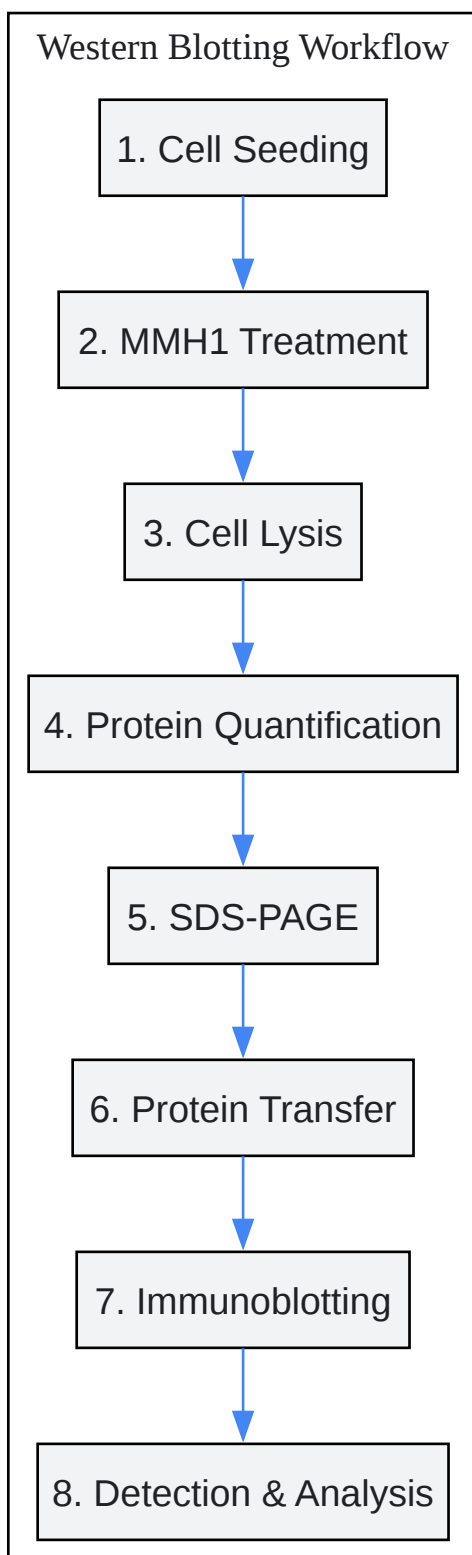 Western Blotting Workflow
1. Cell Seeding
2. MMH1 Treatment
3. Cell Lysis
4. Protein Quantification
5. SDS-PAGE
6. Protein Transfer
7. Immunoblotting
8. Detection & Analysis